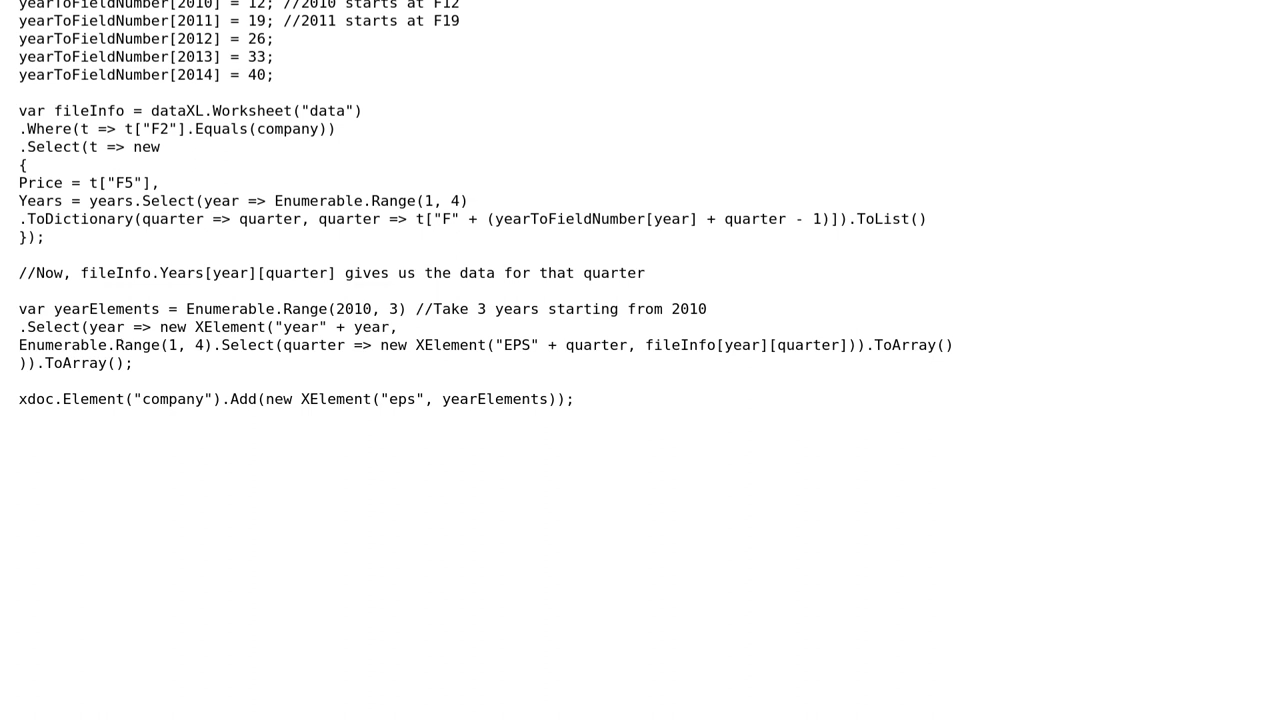 yearToFieldNumber[2010] = 12; //2010 starts at F12
yearToFieldNumber[2011] = 19; //2011 starts at F19
yearToFieldNumber[2012] = 26;
yearToFieldNumber[2013] = 33;
yearToFieldNumber[2014] = 40;
var fileInfo = dataXL.Worksheet("data")
.Where(t => t["F2"].Equals(company))
.Select(t => new
{
Price = t["F5"],
Years = years.Select(year => Enumerable.Range(1, 4)
.ToDictionary(quarter => quarter, quarter => t["F" + (yearToFieldNumber[year] + quarter - 1)]).ToList()
});
//Now, fileInfo.Years[year][quarter] gives us the data for that quarter
var yearElements = Enumerable.Range(2010, 3) //Take 3 years starting from 2010
.Select(year => new XElement("year" + year,
Enumerable.Range(1, 4).Select(quarter => new XElement("EPS" + quarter, fileInfo[year][quarter])).ToArray()
)).ToArray();
xdoc.Element("company").Add(new XElement("eps", yearElements));